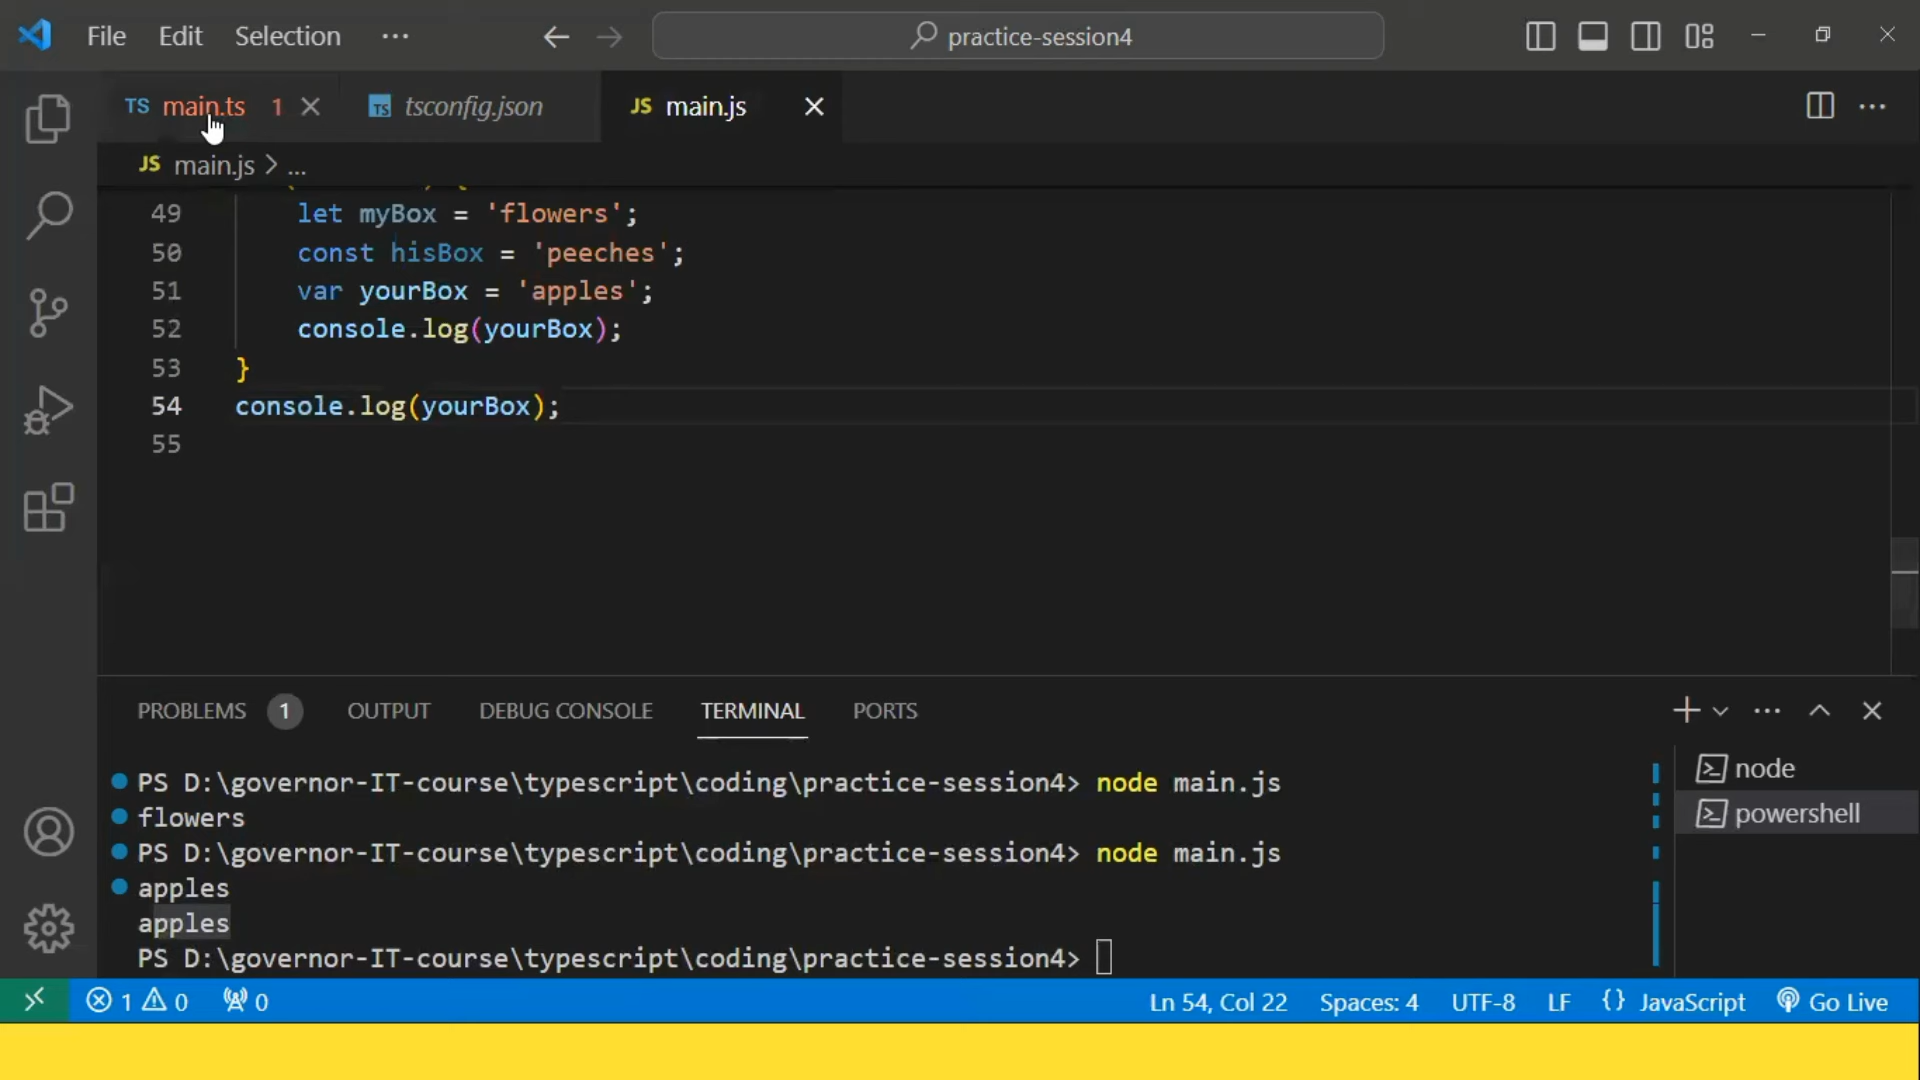 File Edit Selection ... practice-session4
TS main.ts 1 TS tsconfig.json JS main.js
JS main.js > ...
49 let myBox = 'flowers';
50 const hisBox = 'peeches';
51 var yourBox = 'apples';
52 console.log(yourBox);
53 }
54 console.log(yourBox);
55
PROBLEMS 1 OUTPUT DEBUG CONSOLE TERMINAL PORTS
PS D:\governor-IT-course\typescript\coding\practice-session4> node main.js
flowers
PS D:\governor-IT-course\typescript\coding\practice-session4> node main.js
apples
apples
PS D:\governor-IT-course\typescript\coding\practice-session4>
node
powershell
1 0 0 Ln 54, Col 22 Spaces: 4 UTF-8 LF {} JavaScript Go Live